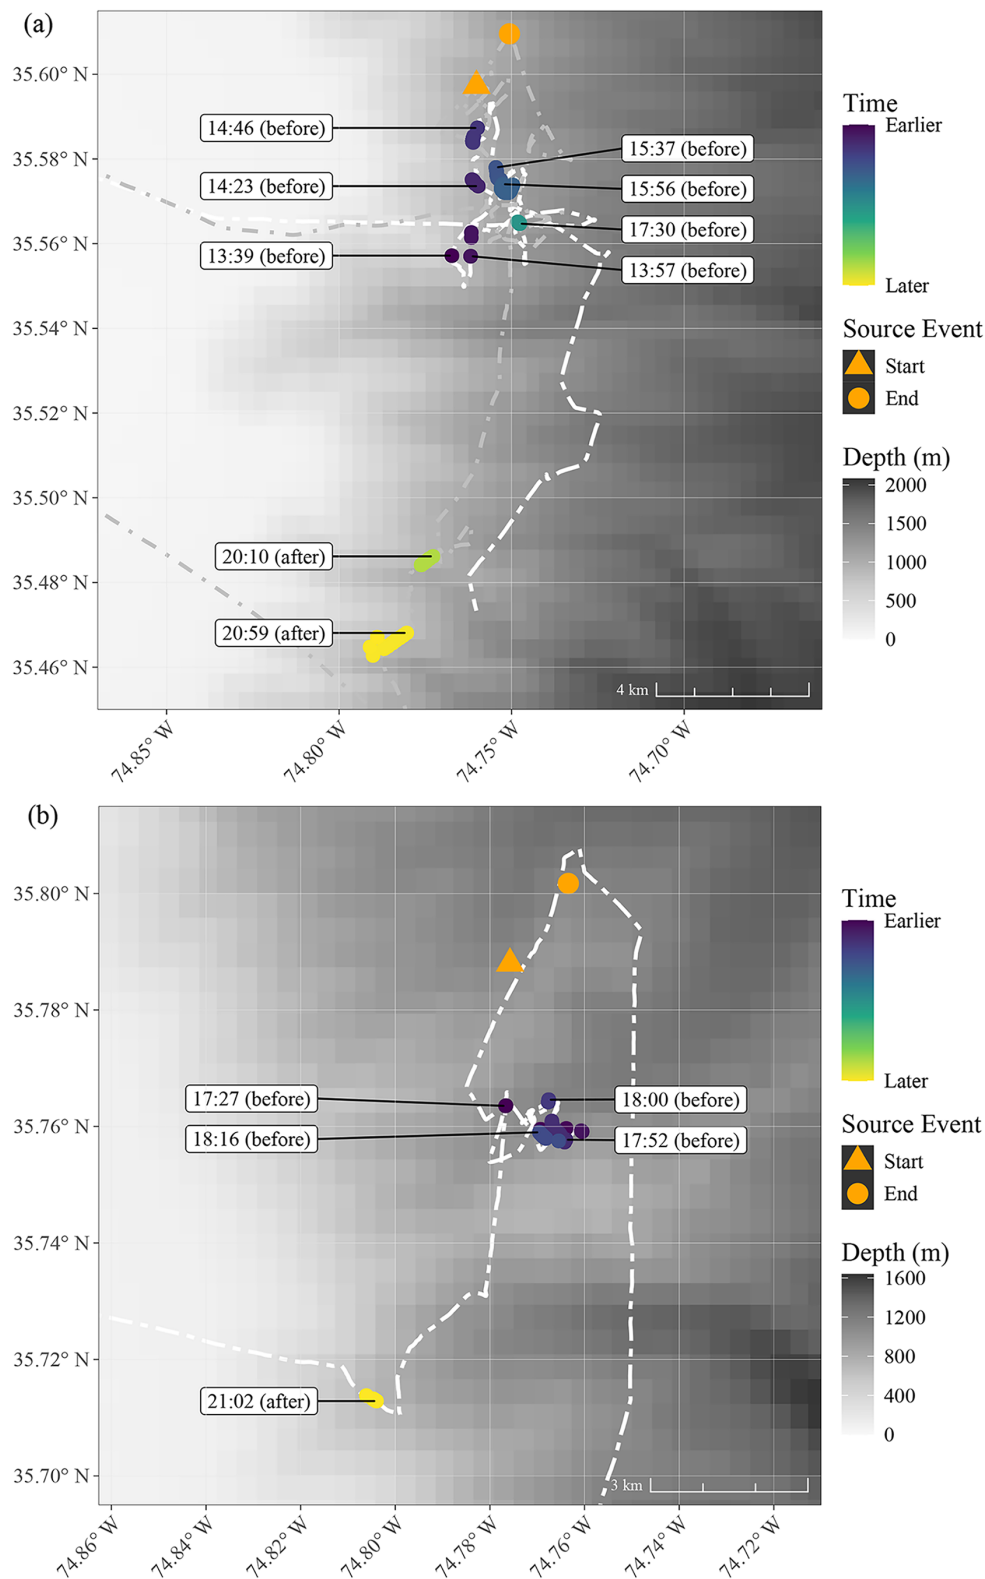 (a)
35.60° N
35.58° N
35.56° N
35.54° N
35.52° N
35.50° N
35.48° N
35.46° N
14:46 (before)
14:23 (before)
13:39 (before)
15:37 (before)
15:56 (before)
17:30 (before)
13:57 (before)
20:10 (after)
20:59 (after)
4 km
74.85° W
74.80° W
74.75° W
74.70° W
Time
Earlier
Later
Source Event
Start
End
Depth (m)
2000
1500
1000
500
0
(b)
35.80° N
35.78° N
35.76° N
35.74° N
35.72° N
35.70° N
17:27 (before)
18:16 (before)
18:00 (before)
17:52 (before)
21:02 (after)
3 km
74.86° W
74.84° W
74.82° W
74.80° W
74.78° W
74.76° W
74.74° W
74.72° W
Time
Earlier
Later
Source Event
Start
End
Depth (m)
1600
1200
800
400
0